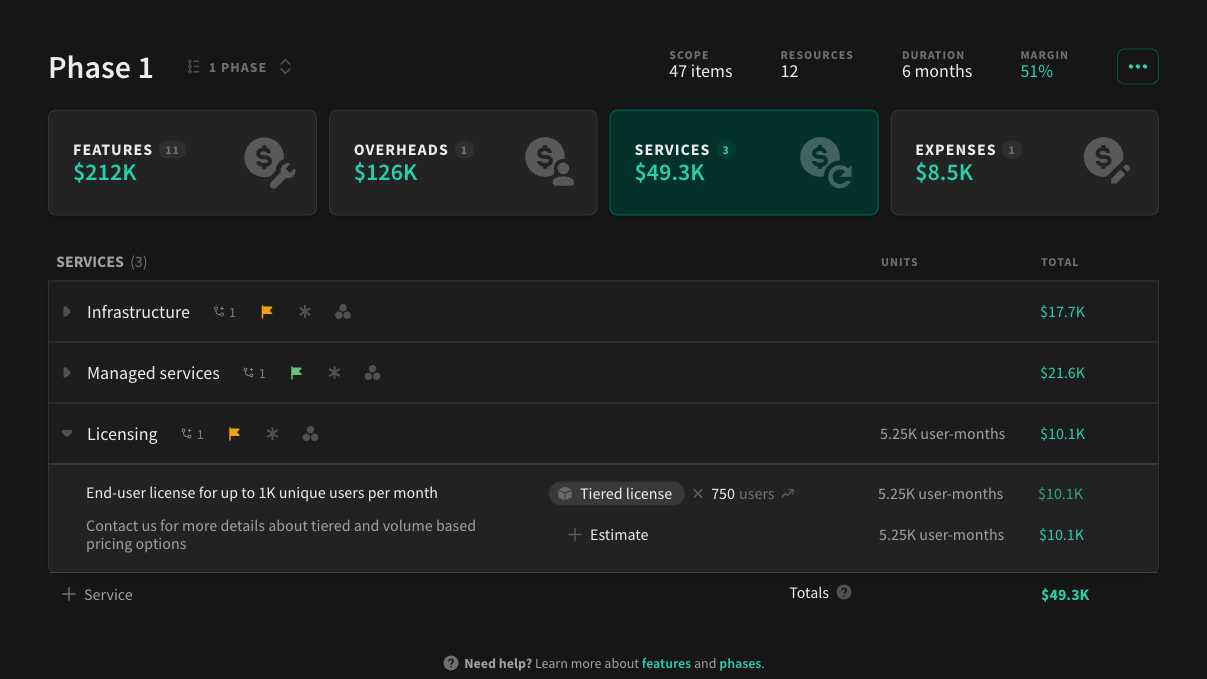 Phase 1
1 PHASE
SCOPE
47 items
RESOURCES
12
DURATION
6 months
MARGIN
51%
FEATURES 11
$212K
OVERHEADS 1
$126K
SERVICES 3
$49.3K
EXPENSES 1
$8.5K
SERVICES (3) UNITS TOTAL
Infrastructure 1 $17.7K
Managed services 1 $21.6K
Licensing 1 5.25K user-months $10.1K
End-user license for up to 1K unique users per month Tiered license × 750 users 5.25K user-months $10.1K
Contact us for more details about tiered and volume based
pricing options
+ Estimate 5.25K user-months $10.1K
+ Service Totals ? $49.3K
? Need help? Learn more about features and phases.